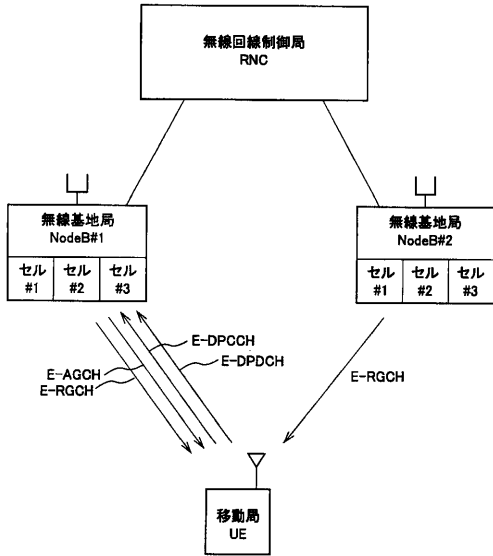 無線回線制御局
RNC
無線基地局
NodeB#1
セル
#1
セル
#2
セル
#3
無線基地局
NodeB#2
セル
#1
セル
#2
セル
#3
E-DPCCH
E-DPDCH
E-AGCH
E-RGCH
E-RGCH
移動局
UE